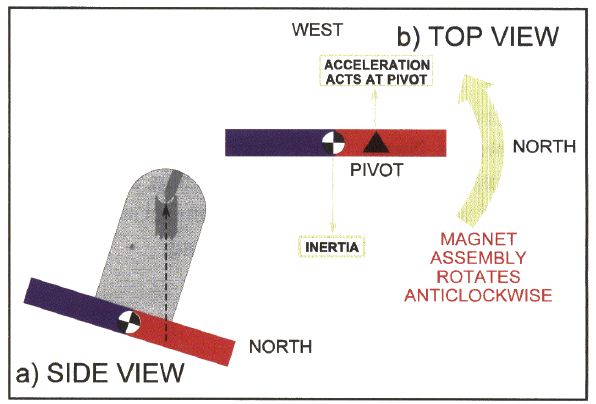 WEST
b) TOP VIEW
ACCELERATION
ACTS AT PIVOT
NORTH
PIVOT
INERTIA
MAGNET
ASSEMBLY
ROTATES
ANTICLOCKWISE
NORTH
a) SIDE VIEW